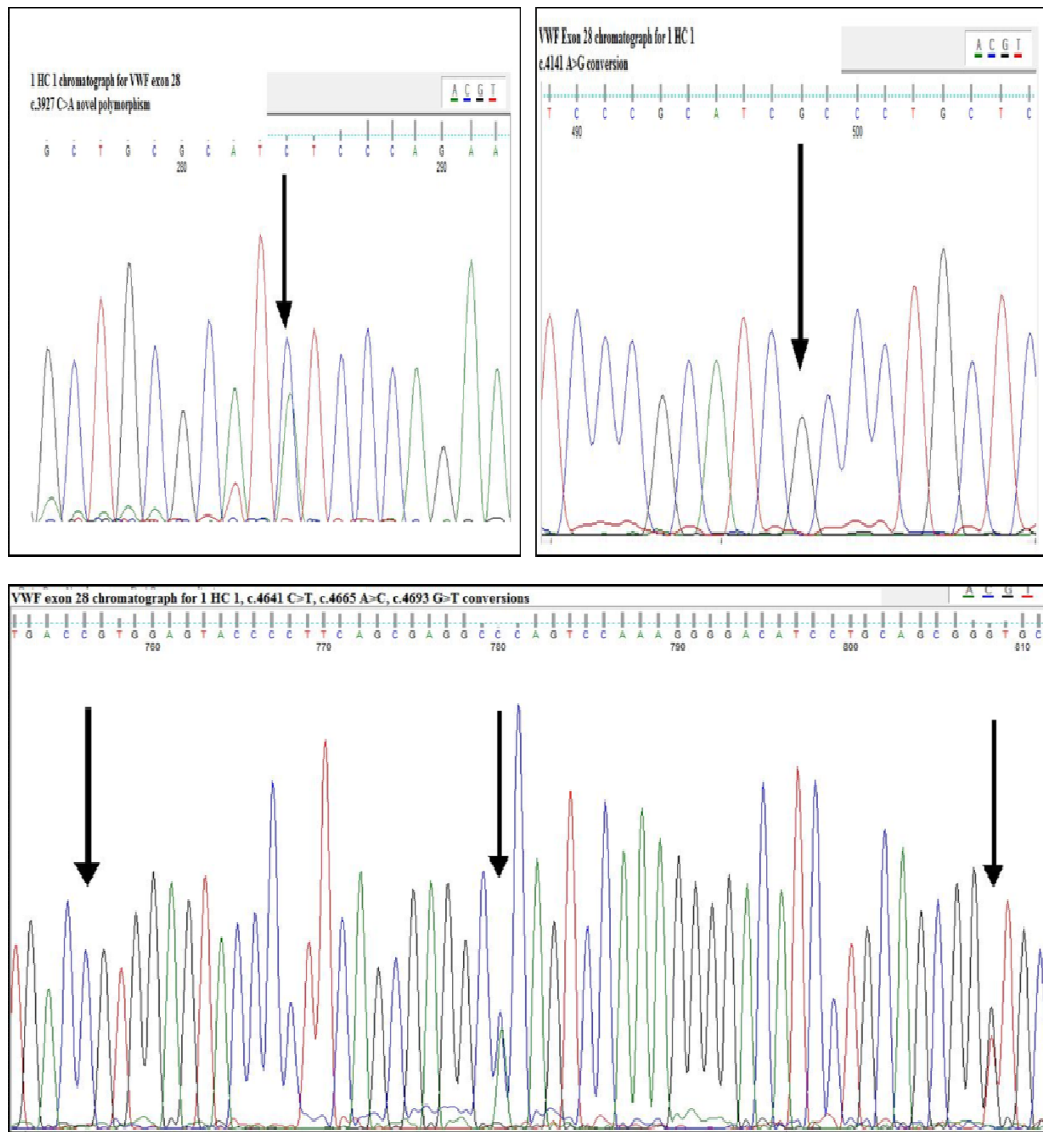 1 HC 1 chromatograph for VWF exon 28
c.3927 C>A novel polymorphism
A C G T
G C T G C G C A T C T C C C A G A A
280 290
VWF Exon 28 chromatograph for 1 HC 1
c.4141 A>G conversion
A C G T
T C C C G C A T C G C C C T G C T C
490 500
VWF exon 28 chromatograph for 1 HC 1, c.4641 C>T, c.4665 A>C, c.4693 G>T conversions
A C G T
T G A C C G T G G A G T A C C C C T T C A G C G A G G C C C A G T C C A A A G G G G A C A T C C T G C A G C G G G T G C
760 770 780 790 800 810